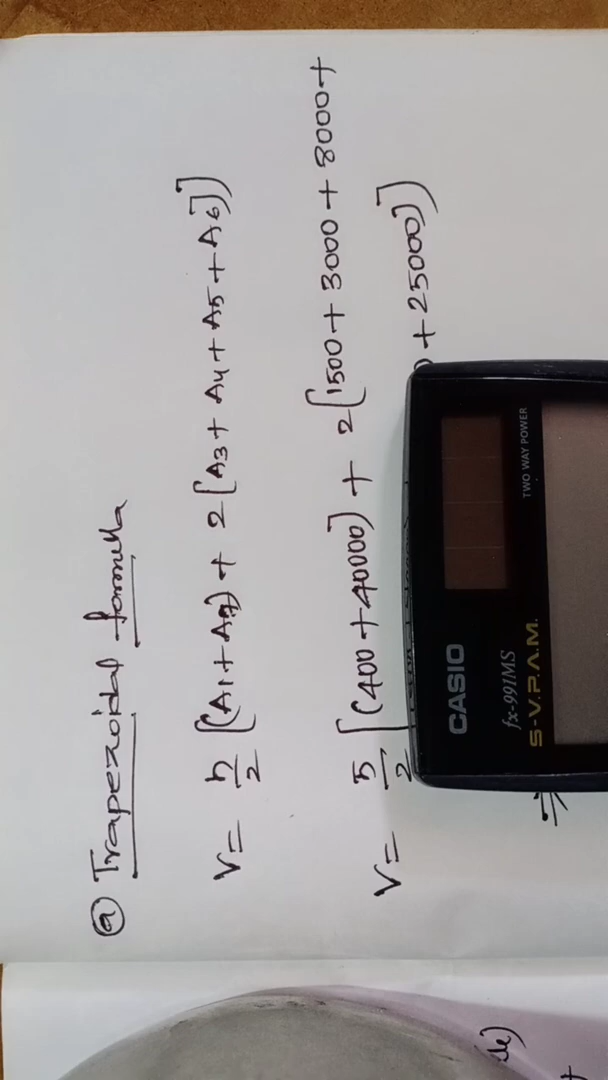 ⓐ Trapezoidal formula
V = h/2 [(A1 + A7) + 2[A3 + A4 + A5 + A6]]
V = 5/2 [(400 + 40000) + 2[1500 + 3000 + 8000 +
+ 25000]]
CASIO
fx-991MS
S-V.P.A.M.
TWO WAY POWER